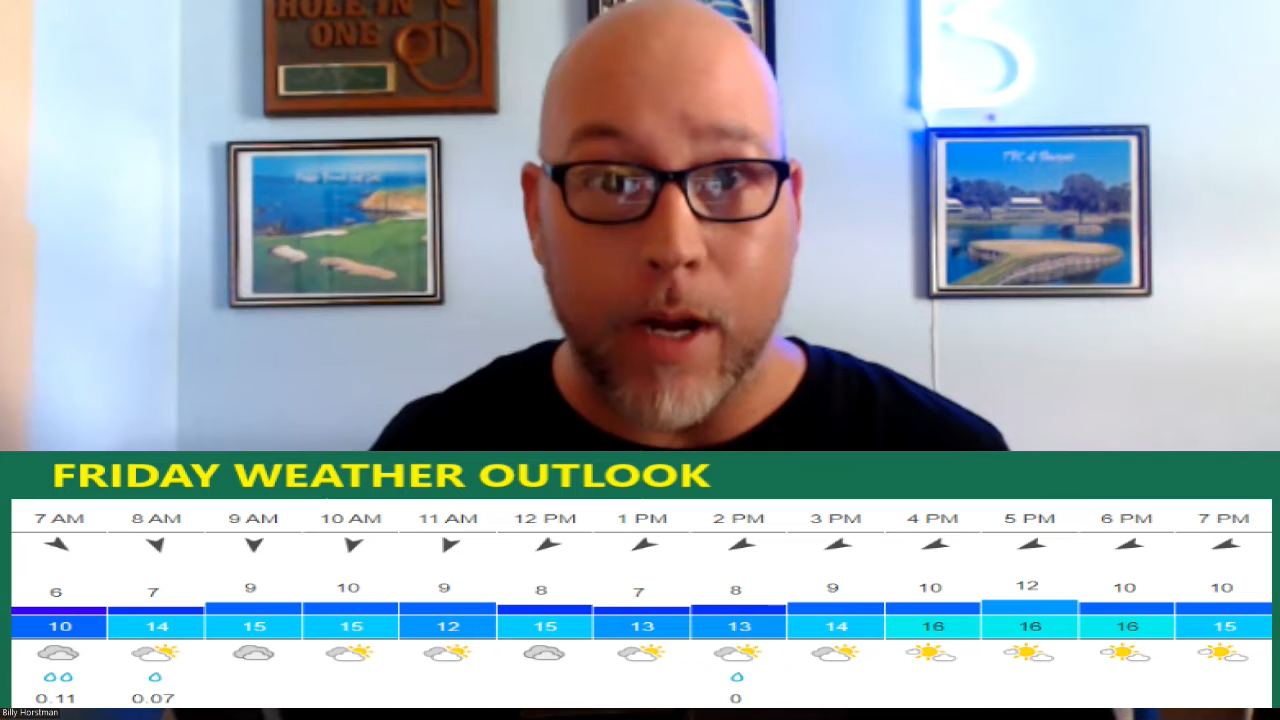 HOLE IN
ONE
FRIDAY WEATHER OUTLOOK
7 AM 8 AM 9 AM 10 AM 11 AM 12 PM 1 PM 2 PM 3 PM 4 PM 5 PM 6 PM 7 PM
6 7 9 10 9 8 7 8 9 10 12 10 10
10 14 15 15 12 15 13 13 14 16 16 16 15
0.11 0.07 0
Billy Horstman